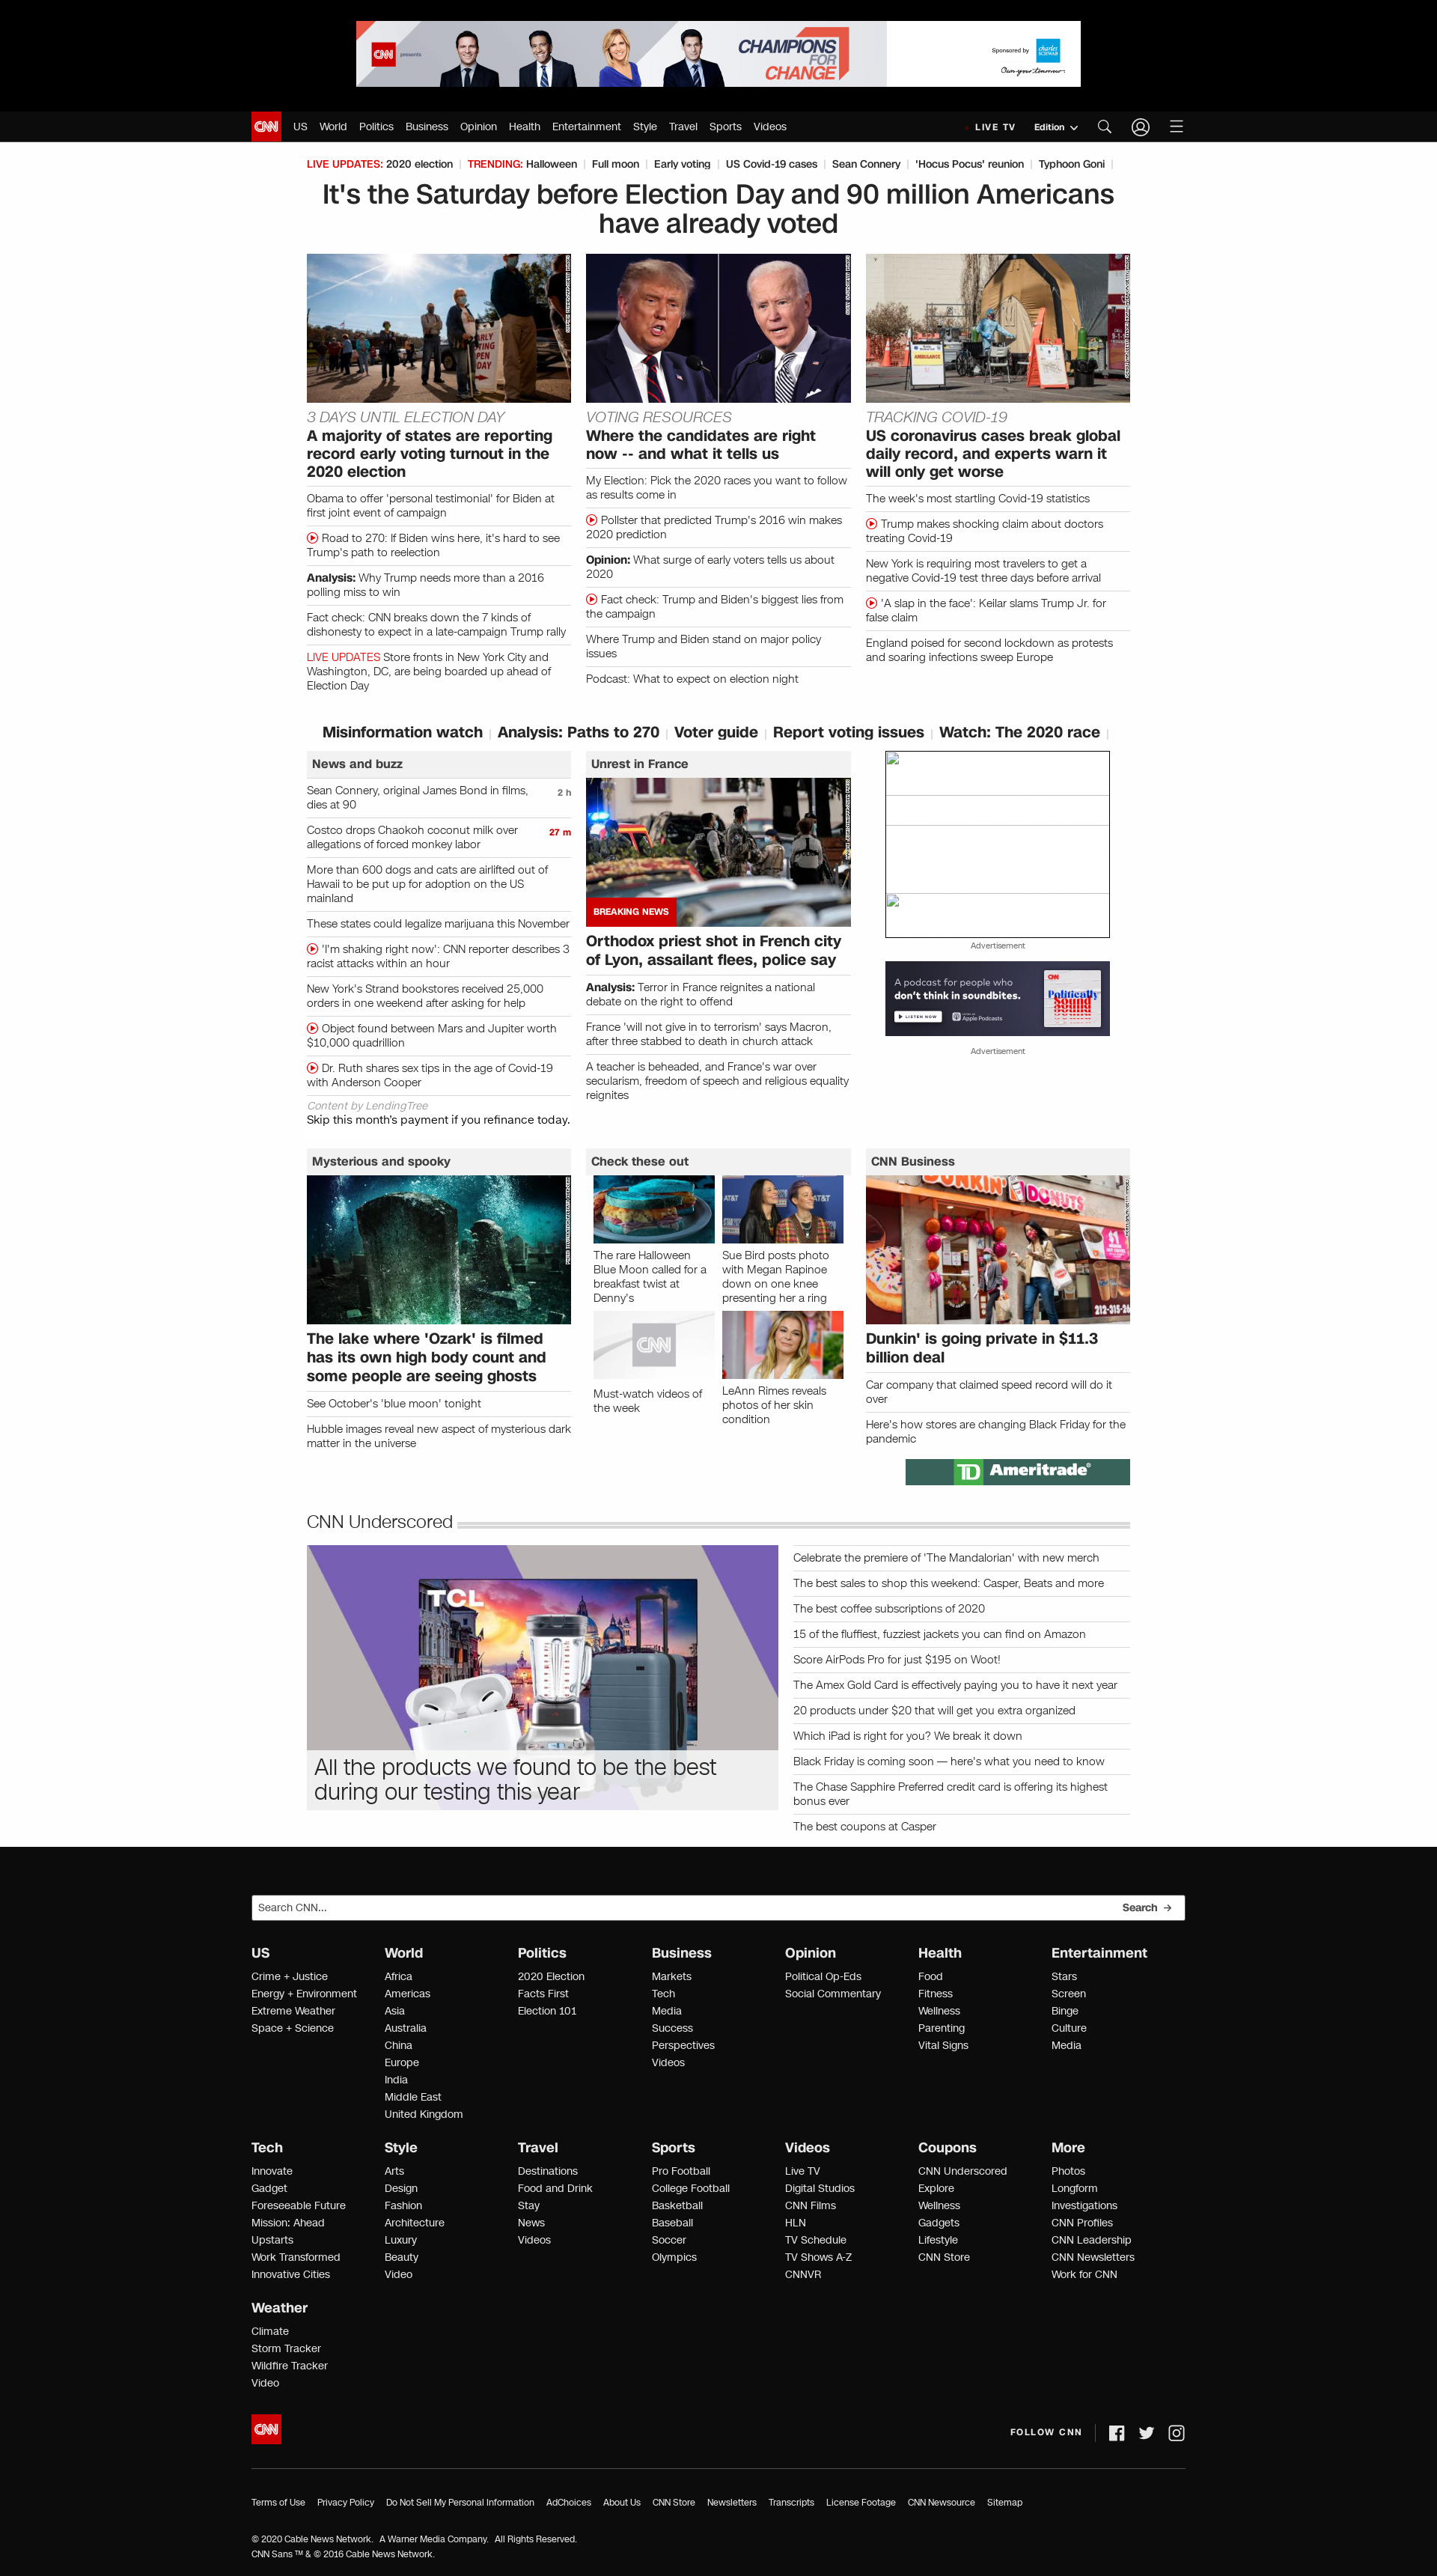 CNN presents
CHAMPIONS
FOR
CHANGE
Sponsored by
charles
SCHWAB
Own your tomorrow.
CNN US World Politics Business Opinion Health Entertainment Style Travel Sports Videos LIVE TV Edition
LIVE UPDATES: 2020 election | TRENDING: Halloween | Full moon | Early voting | US Covid-19 cases | Sean Connery | 'Hocus Pocus' reunion | Typhoon Goni |
It's the Saturday before Election Day and 90 million Americans
have already voted
3 DAYS UNTIL ELECTION DAY
A majority of states are reporting
record early voting turnout in the
2020 election
Obama to offer 'personal testimonial' for Biden at
first joint event of campaign
Road to 270: If Biden wins here, it's hard to see
Trump's path to reelection
Analysis: Why Trump needs more than a 2016
polling miss to win
Fact check: CNN breaks down the 7 kinds of
dishonesty to expect in a late-campaign Trump rally
LIVE UPDATES Store fronts in New York City and
Washington, DC, are being boarded up ahead of
Election Day
VOTING RESOURCES
Where the candidates are right
now -- and what it tells us
My Election: Pick the 2020 races you want to follow
as results come in
Pollster that predicted Trump's 2016 win makes
2020 prediction
Opinion: What surge of early voters tells us about
2020
Fact check: Trump and Biden's biggest lies from
the campaign
Where Trump and Biden stand on major policy
issues
Podcast: What to expect on election night
AMBULANCE
TRACKING COVID-19
US coronavirus cases break global
daily record, and experts warn it
will only get worse
The week's most startling Covid-19 statistics
Trump makes shocking claim about doctors
treating Covid-19
New York is requiring most travelers to get a
negative Covid-19 test three days before arrival
'A slap in the face': Keilar slams Trump Jr. for
false claim
England poised for second lockdown as protests
and soaring infections sweep Europe
Misinformation watch | Analysis: Paths to 270 | Voter guide | Report voting issues | Watch: The 2020 race |
News and buzz
Sean Connery, original James Bond in films, 2 h
dies at 90
Costco drops Chaokoh coconut milk over 27 m
allegations of forced monkey labor
More than 600 dogs and cats are airlifted out of
Hawaii to be put up for adoption on the US
mainland
These states could legalize marijuana this November
'I'm shaking right now': CNN reporter describes 3
racist attacks within an hour
New York's Strand bookstores received 25,000
orders in one weekend after asking for help
Object found between Mars and Jupiter worth
$10,000 quadrillion
Dr. Ruth shares sex tips in the age of Covid-19
with Anderson Cooper
Content by LendingTree
Skip this month's payment if you refinance today.
Unrest in France
BREAKING NEWS
Orthodox priest shot in French city
of Lyon, assailant flees, police say
Analysis: Terror in France reignites a national
debate on the right to offend
France 'will not give in to terrorism' says Macron,
after three stabbed to death in church attack
A teacher is beheaded, and France's war over
secularism, freedom of speech and religious equality
reignites
Advertisement
A podcast for people who
don't think in soundbites.
LISTEN NOW
Apple Podcasts
CNN
Politically
Sound
Advertisement
Mysterious and spooky
The lake where 'Ozark' is filmed
has its own high body count and
some people are seeing ghosts
See October's 'blue moon' tonight
Hubble images reveal new aspect of mysterious dark
matter in the universe
Check these out
AT&T
The rare Halloween
Blue Moon called for a
breakfast twist at
Denny's
Sue Bird posts photo
with Megan Rapinoe
down on one knee
presenting her a ring
CNN
Must-watch videos of
the week
LeAnn Rimes reveals
photos of her skin
condition
CNN Business
DONUTS
Dunkin' is going private in $11.3
billion deal
Car company that claimed speed record will do it
over
Here's how stores are changing Black Friday for the
pandemic
TD Ameritrade®
CNN Underscored
TCL
All the products we found to be the best
during our testing this year
Celebrate the premiere of 'The Mandalorian' with new merch
The best sales to shop this weekend: Casper, Beats and more
The best coffee subscriptions of 2020
15 of the fluffiest, fuzziest jackets you can find on Amazon
Score AirPods Pro for just $195 on Woot!
The Amex Gold Card is effectively paying you to have it next year
20 products under $20 that will get you extra organized
Which iPad is right for you? We break it down
Black Friday is coming soon — here's what you need to know
The Chase Sapphire Preferred credit card is offering its highest
bonus ever
The best coupons at Casper
Search CNN... Search →
US
Crime + Justice
Energy + Environment
Extreme Weather
Space + Science
World
Africa
Americas
Asia
Australia
China
Europe
India
Middle East
United Kingdom
Politics
2020 Election
Facts First
Election 101
Business
Markets
Tech
Media
Success
Perspectives
Videos
Opinion
Political Op-Eds
Social Commentary
Health
Food
Fitness
Wellness
Parenting
Vital Signs
Entertainment
Stars
Screen
Binge
Culture
Media
Tech
Innovate
Gadget
Foreseeable Future
Mission: Ahead
Upstarts
Work Transformed
Innovative Cities
Style
Arts
Design
Fashion
Architecture
Luxury
Beauty
Video
Travel
Destinations
Food and Drink
Stay
News
Videos
Sports
Pro Football
College Football
Basketball
Baseball
Soccer
Olympics
Videos
Live TV
Digital Studios
CNN Films
HLN
TV Schedule
TV Shows A-Z
CNNVR
Coupons
CNN Underscored
Explore
Wellness
Gadgets
Lifestyle
CNN Store
More
Photos
Longform
Investigations
CNN Profiles
CNN Leadership
CNN Newsletters
Work for CNN
Weather
Climate
Storm Tracker
Wildfire Tracker
Video
CNN
FOLLOW CNN
Terms of Use Privacy Policy Do Not Sell My Personal Information AdChoices About Us CNN Store Newsletters Transcripts License Footage CNN Newsource Sitemap
© 2020 Cable News Network. A Warner Media Company. All Rights Reserved.
CNN Sans ™ & © 2016 Cable News Network.